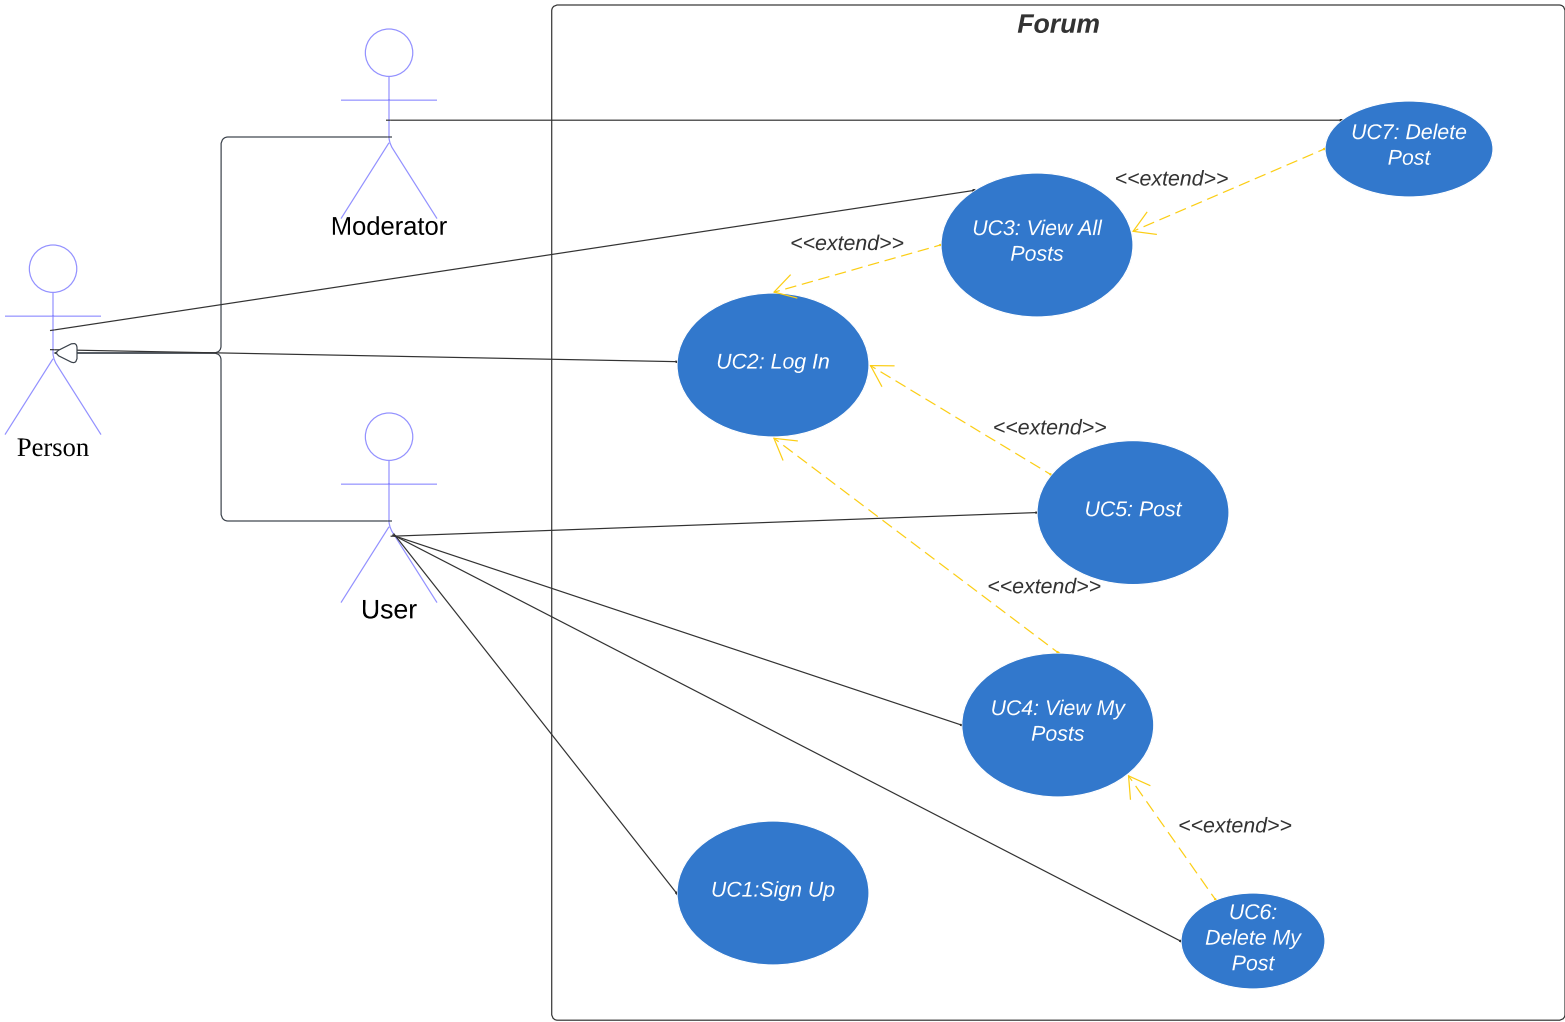 Forum
Moderator
UC7: Delete
Post
<<extend>>
UC3: View All
Posts
<<extend>>
UC2: Log In
Person
<<extend>>
UC5: Post
User
<<extend>>
UC4: View My
Posts
<<extend>>
UC1:Sign Up
UC6:
Delete My
Post